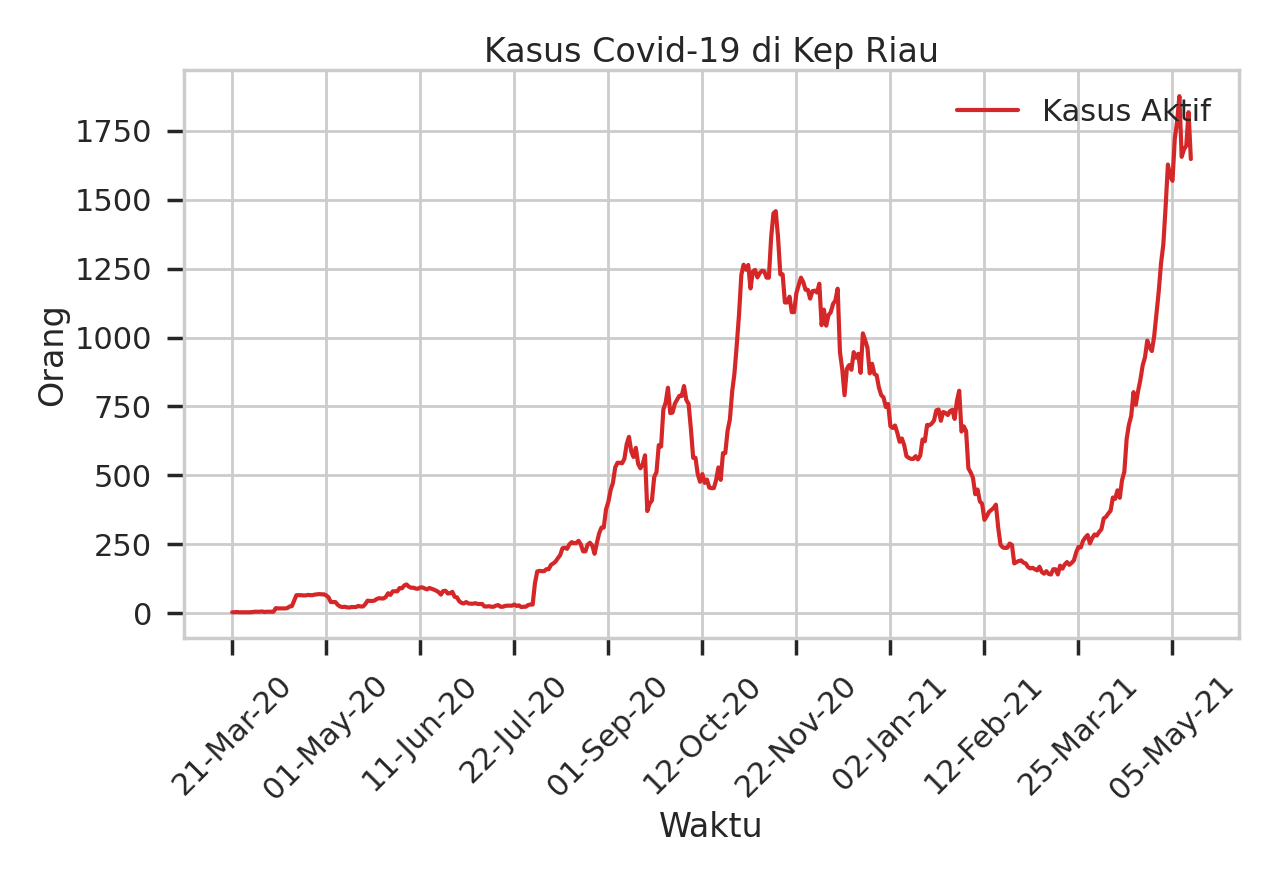 Kasus Covid-19 di Kep Riau
Kasus Aktif
Orang
1750
1500
1250
1000
750
500
250
0
21-Mar-20
01-May-20
11-Jun-20
22-Jul-20
01-Sep-20
12-Oct-20
22-Nov-20
02-Jan-21
12-Feb-21
25-Mar-21
05-May-21
Waktu